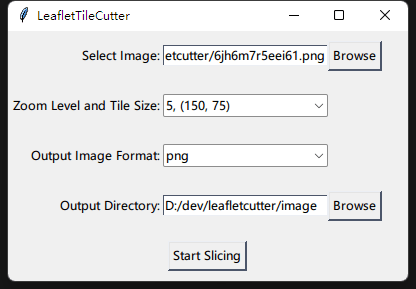 LeafletTileCutter
Select Image: etcutter/6jh6m7r5eei61.png Browse
Zoom Level and Tile Size: 5, (150, 75)
Output Image Format: png
Output Directory: D:/dev/leafletcutter/image Browse
Start Slicing